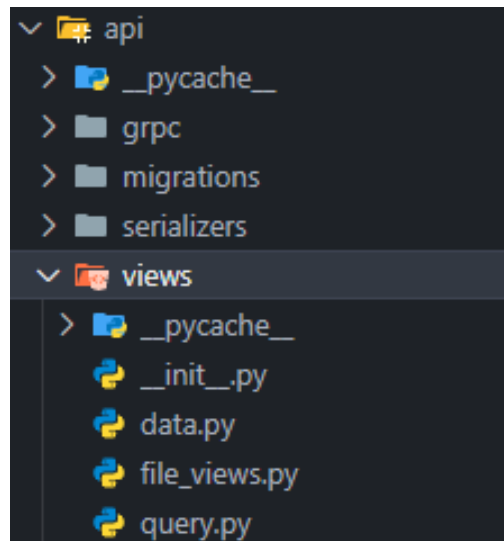 api
__pycache__
grpc
migrations
serializers
views
__pycache__
__init__.py
data.py
file_views.py
query.py